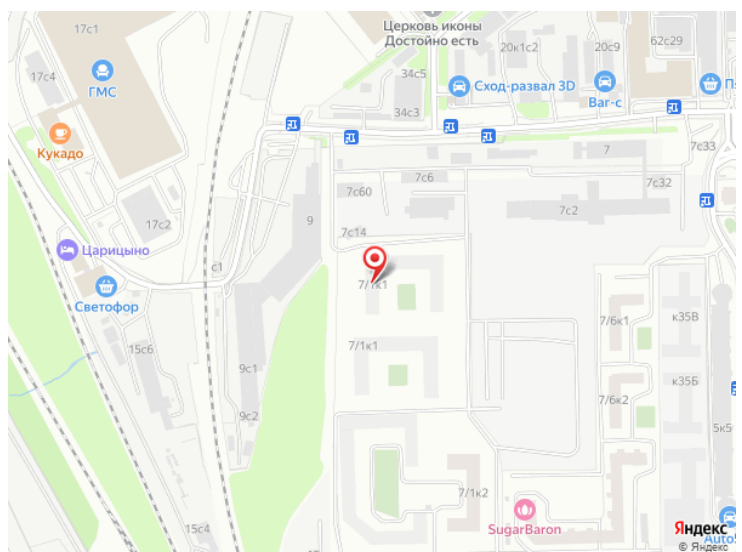 17с1
Церковь иконы
Достойно есть
20к1с2
20с9
62с29
17с4
ГМС
34с5
Сход-развал 3D
Ваг-с
34с3
Кукадо
7с33
7
7с6
7с60
7с32
9
7с2
17с2
7с14
Царицыно
с1
Светофор
7/1к1
7/6к1
к35В
15с6
7/1к1
9с1
к35Б
7/6к2
9с2
5к5
7/1к2
15с4
SugarBaron
Яндекс
© Яндекс